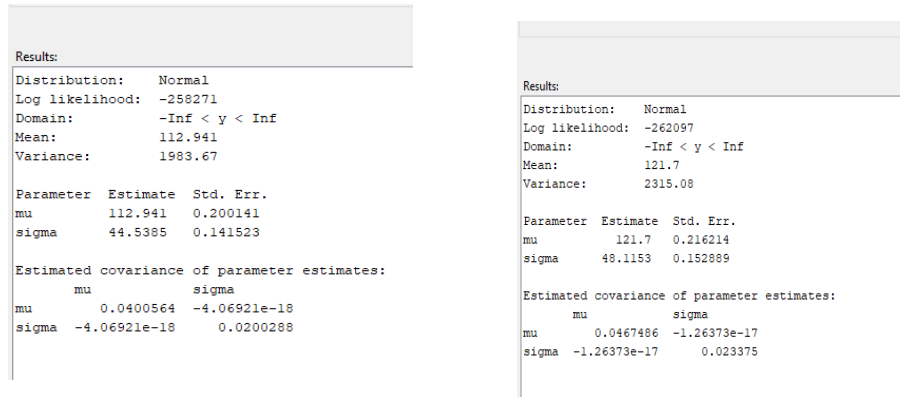 Results:
Distribution: Normal
Log likelihood: -258271
Domain: -Inf < y < Inf
Mean: 112.941
Variance: 1983.67
Parameter Estimate Std. Err.
mu 112.941 0.200141
sigma 44.5385 0.141523
Estimated covariance of parameter estimates:
mu sigma
mu 0.0400564 -4.06921e-18
sigma -4.06921e-18 0.0200288
Results:
Distribution: Normal
Log likelihood: -262097
Domain: -Inf < y < Inf
Mean: 121.7
Variance: 2315.08
Parameter Estimate Std. Err.
mu 121.7 0.216214
sigma 48.1153 0.152889
Estimated covariance of parameter estimates:
mu sigma
mu 0.0467486 -1.26373e-17
sigma -1.26373e-17 0.023375